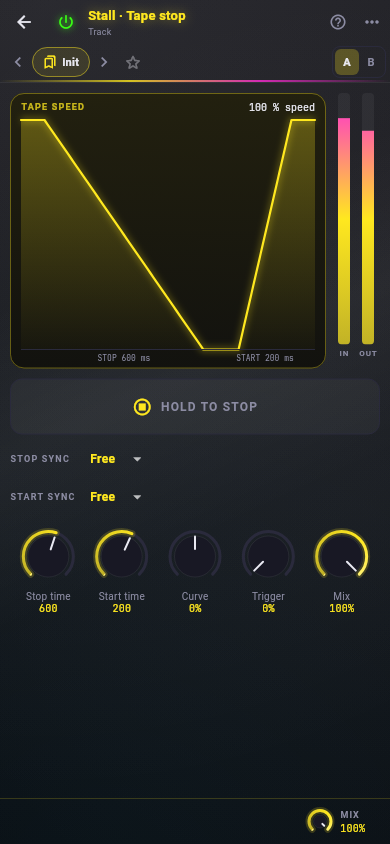 Stall · Tape stop
Track
Init
A B
TAPE SPEED 100 % speed
STOP 600 ms START 200 ms
IN OUT
HOLD TO STOP
STOP SYNC Free
START SYNC Free
Stop time Start time Curve Trigger Mix
600 200 0% 0% 100%
MIX
100%